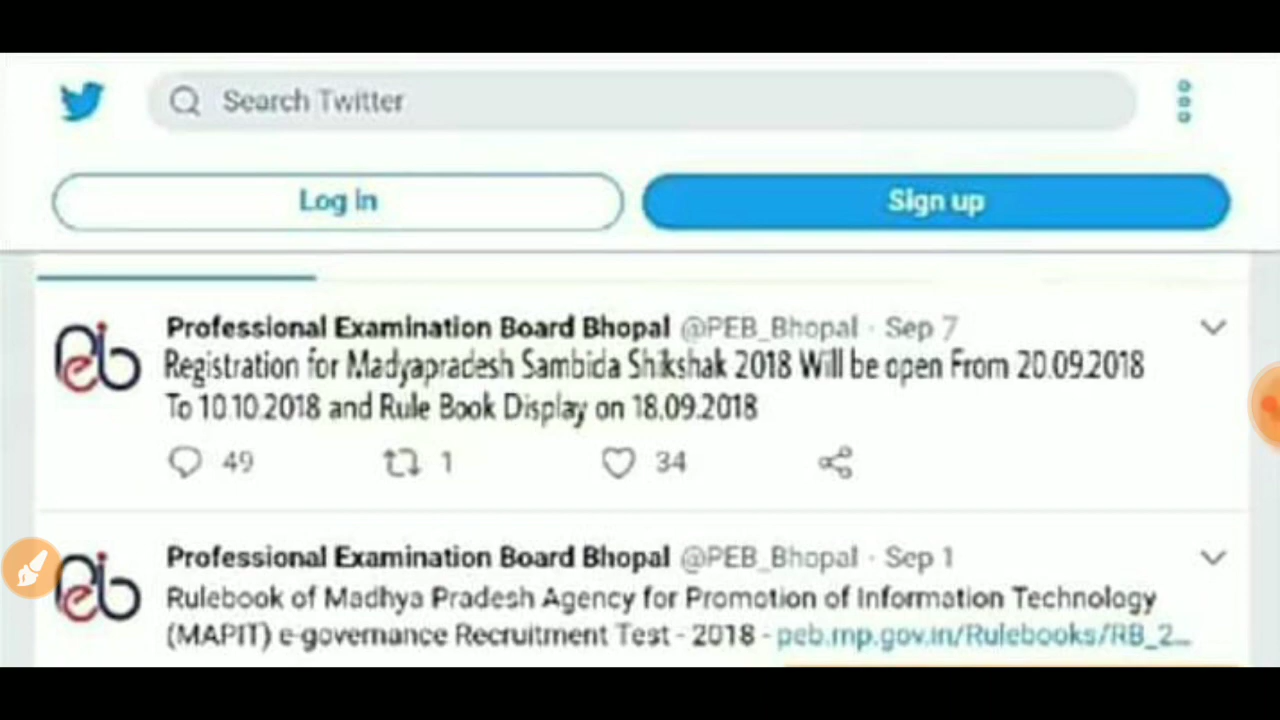 Search Twitter
Log in
Sign up
Professional Examination Board Bhopal @PEB_Bhopal · Sep 7
Registration for Madyapradesh Sambida Shikshak 2018 Will be open From 20.09.2018
To 10.10.2018 and Rule Book Display on 18.09.2018
49 1 34
Professional Examination Board Bhopal @PEB_Bhopal · Sep 1
Rulebook of Madhya Pradesh Agency for Promotion of Information Technology
(MAPIT) e-governance Recruitment Test - 2018 - peb.mp.gov.in/Rulebooks/RB_2...